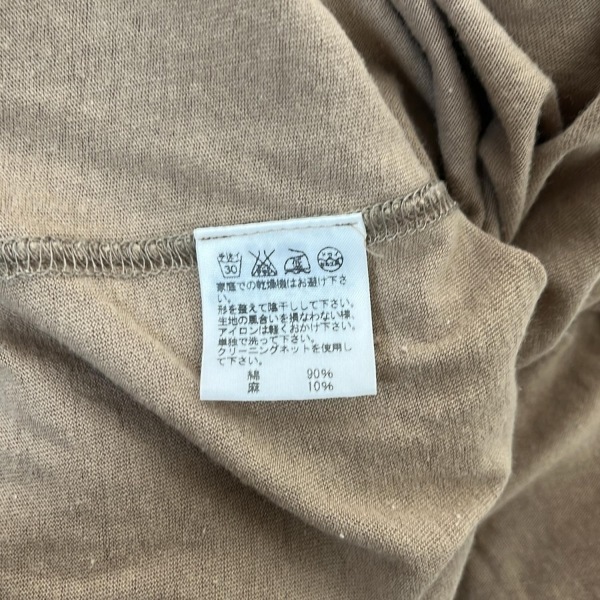 手洗イ
30
家庭での乾燥機はお避け下さ
い。
形を整えて陰干しして下さい。
生地の風合いを損なわない様、
アイロンは軽くおかけ下さい。
単独で洗って下さい。
クリーニングネットを使用し
て下さい。
綿 90%
麻 10%